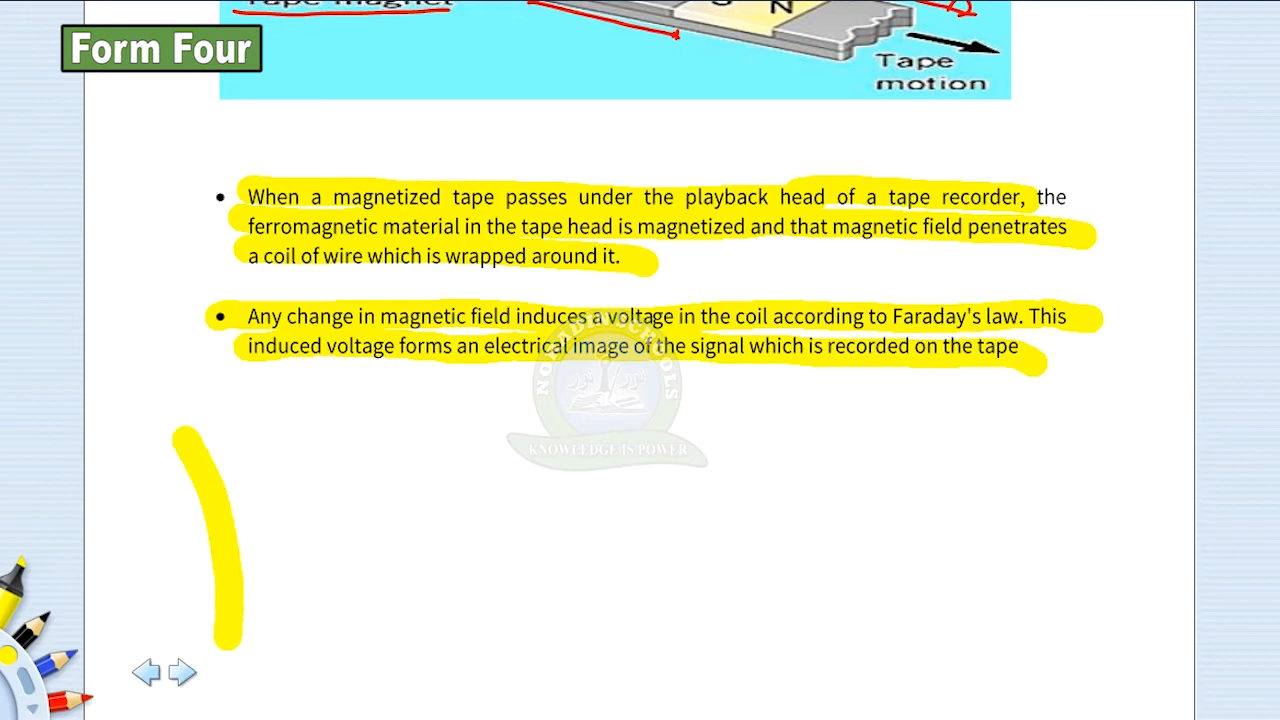 Tape magnet
S N
Form Four
Tape
motion
• When a magnetized tape passes under the playback head of a tape recorder, the
ferromagnetic material in the tape head is magnetized and that magnetic field penetrates
a coil of wire which is wrapped around it.
• Any change in magnetic field induces a voltage in the coil according to Faraday's law. This
induced voltage forms an electrical image of the signal which is recorded on the tape
KNOWLEDGE IS POWER